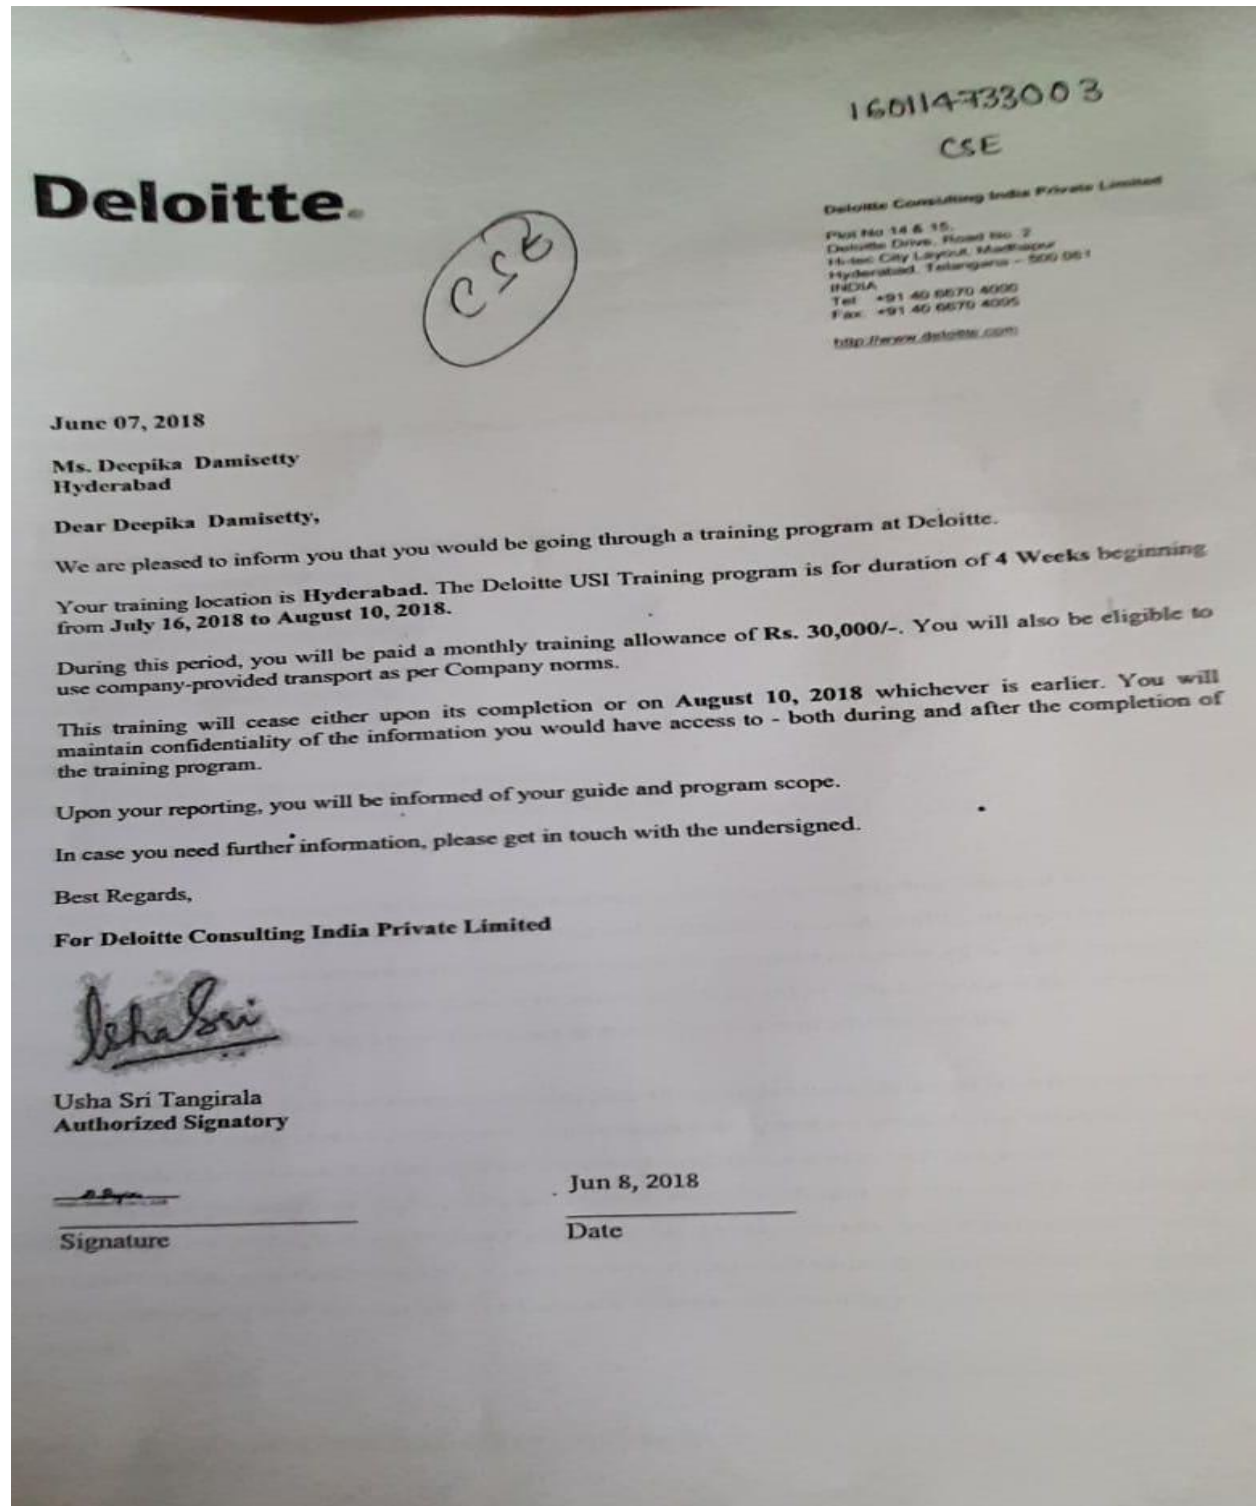 160114733003
CSE
Deloitte.
CSE
Deloitte Consulting India Private Limited
Plot No 14 & 15,
Deloitte Drive, Road No. 2
Hi-tec City Layout, Madhapur
Hyderabad, Telangana – 500 081
INDIA
Tel: +91 40 6670 4000
Fax: +91 40 6670 4005
http://www.deloitte.com
June 07, 2018
Ms. Deepika Damisetty
Hyderabad
Dear Deepika Damisetty,
We are pleased to inform you that you would be going through a training program at Deloitte.
Your training location is Hyderabad. The Deloitte USI Training program is for duration of 4 Weeks beginning
from July 16, 2018 to August 10, 2018.
During this period, you will be paid a monthly training allowance of Rs. 30,000/-. You will also be eligible to
use company-provided transport as per Company norms.
This training will cease either upon its completion or on August 10, 2018 whichever is earlier. You will
maintain confidentiality of the information you would have access to - both during and after the completion of
the training program.
Upon your reporting, you will be informed of your guide and program scope.
In case you need further information, please get in touch with the undersigned.
Best Regards,
For Deloitte Consulting India Private Limited
UshaSri
Usha Sri Tangirala
Authorized Signatory
Jun 8, 2018
Signature
Date